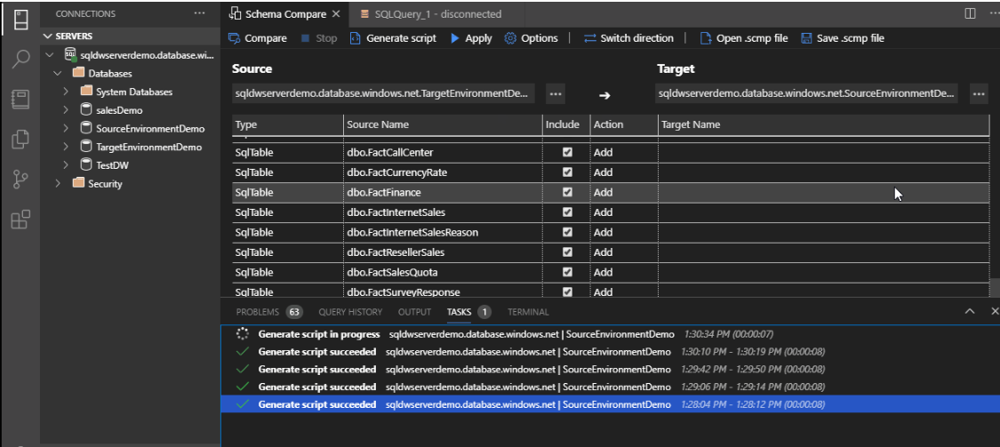 CONNECTIONS ···
SERVERS
sqldwserverdemo.database.wi...
Databases
System Databases
salesDemo
SourceEnvironmentDemo
TargetEnvironmentDemo
TestDW
Security
Schema Compare SQLQuery_1 - disconnected ···
Compare Stop Generate script Apply Options Switch direction Open .scmp file Save .scmp file
Source Target
sqldwserverdemo.database.windows.net.TargetEnvironmentDe... ··· sqldwserverdemo.database.windows.net.SourceEnvironmentDe... ···
Type Source Name Include Action Target Name
SqlTable dbo.FactCallCenter Add
SqlTable dbo.FactCurrencyRate Add
SqlTable dbo.FactFinance Add
SqlTable dbo.FactInternetSales Add
SqlTable dbo.FactInternetSalesReason Add
SqlTable dbo.FactResellerSales Add
SqlTable dbo.FactSalesQuota Add
SqlTable dbo.FactSurveyResponse Add
PROBLEMS 63 QUERY HISTORY OUTPUT TASKS 1 TERMINAL
Generate script in progress sqldwserverdemo.database.windows.net | SourceEnvironmentDemo 1:30:34 PM (00:00:07)
Generate script succeeded sqldwserverdemo.database.windows.net | SourceEnvironmentDemo 1:30:10 PM - 1:30:19 PM (00:00:08)
Generate script succeeded sqldwserverdemo.database.windows.net | SourceEnvironmentDemo 1:29:42 PM - 1:29:50 PM (00:00:08)
Generate script succeeded sqldwserverdemo.database.windows.net | SourceEnvironmentDemo 1:29:06 PM - 1:29:14 PM (00:00:08)
Generate script succeeded sqldwserverdemo.database.windows.net | SourceEnvironmentDemo 1:28:04 PM - 1:28:12 PM (00:00:08)